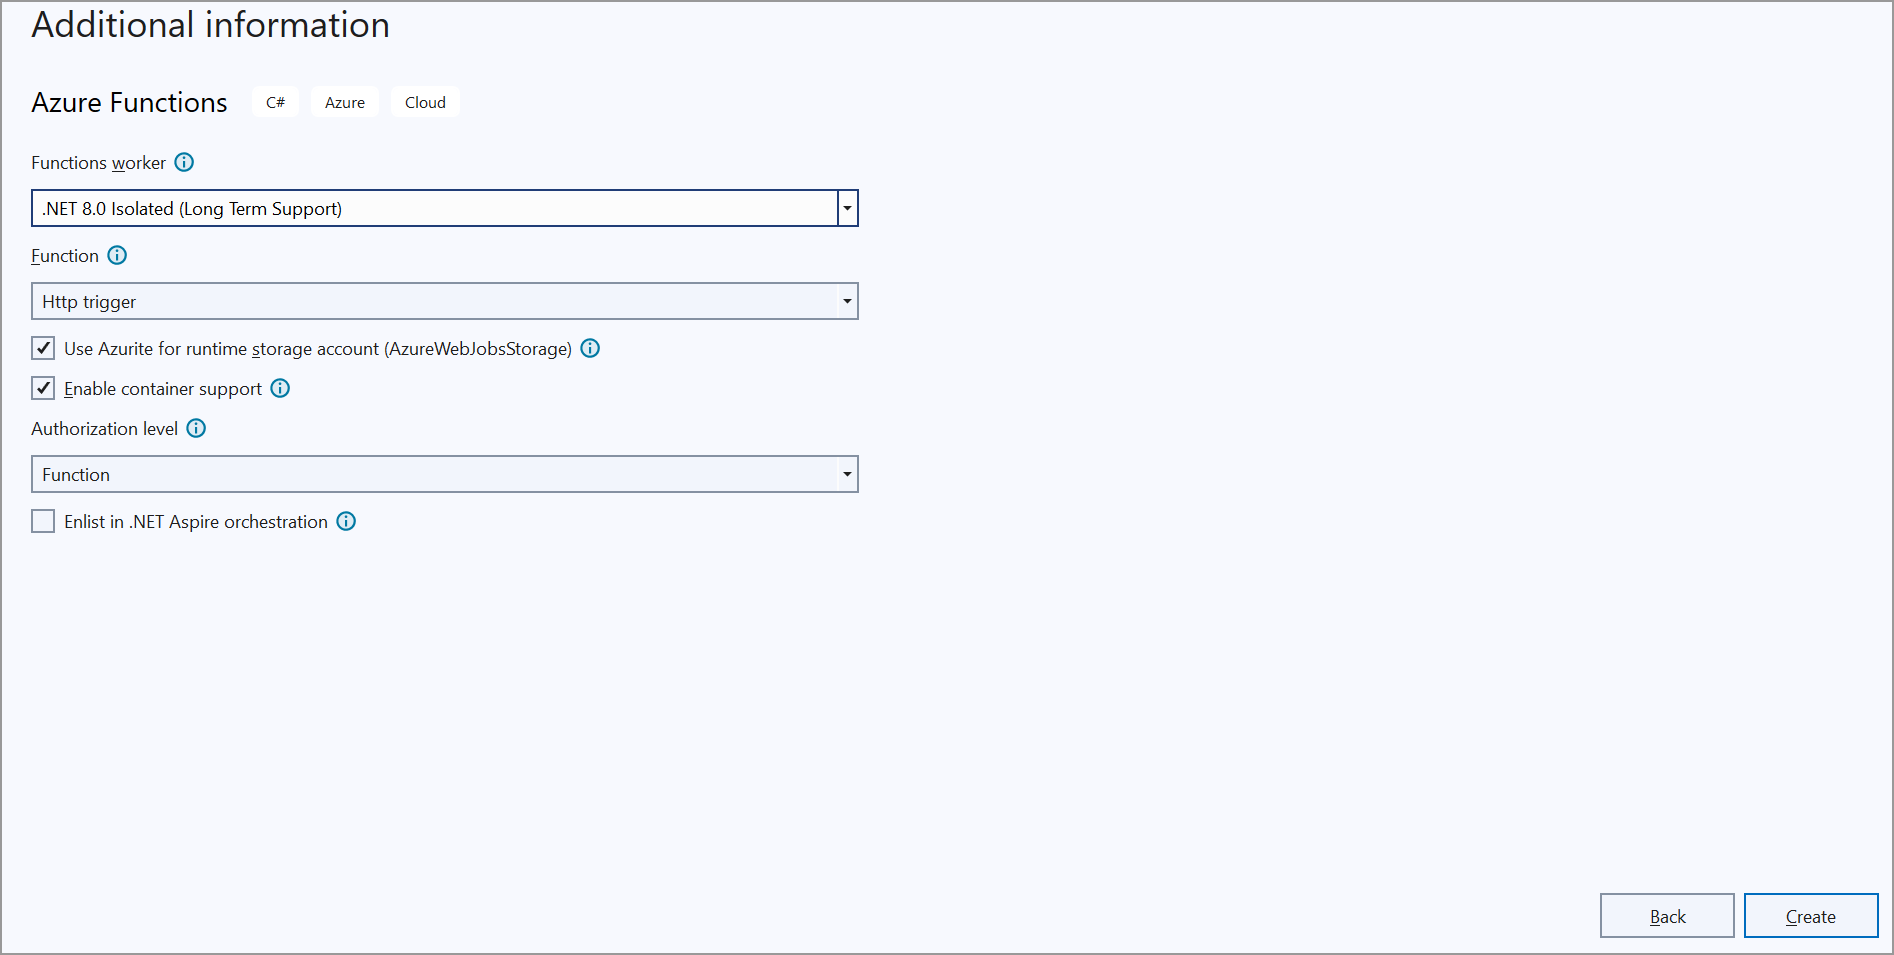 Additional information
Azure Functions C# Azure Cloud
Functions worker
.NET 8.0 Isolated (Long Term Support)
Function
Http trigger
Use Azurite for runtime storage account (AzureWebJobsStorage)
Enable container support
Authorization level
Function
Enlist in .NET Aspire orchestration
Back Create